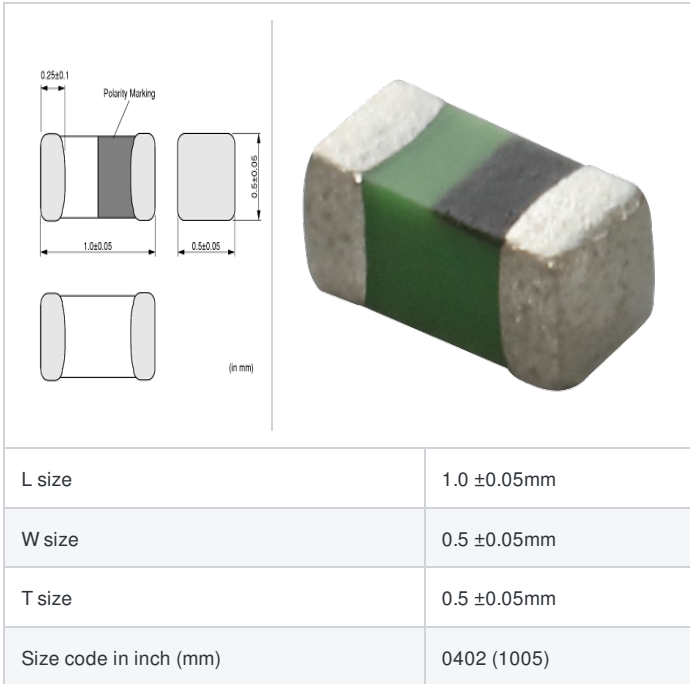 0.25±0.1
Polarity Marking
0.5±0.05
1.0±0.05
0.5±0.05
(in mm)
L size 1.0 ±0.05mm
W size 0.5 ±0.05mm
T size 0.5 ±0.05mm
Size code in inch (mm) 0402 (1005)